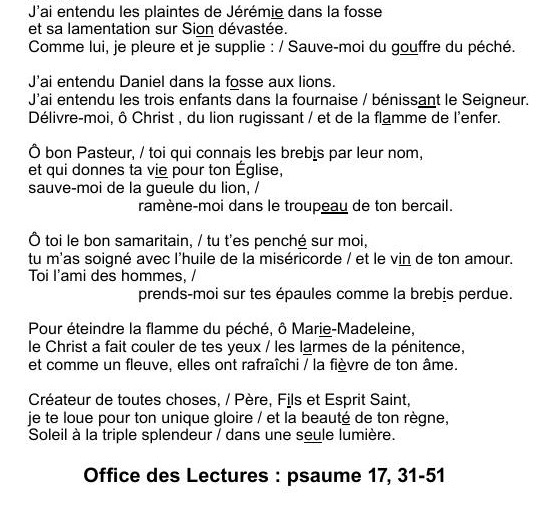 J'ai entendu les plaintes de Jérémie dans la fosse
et sa lamentation sur Sion dévastée.
Comme lui, je pleure et je supplie : / Sauve-moi du gouffre du péché.
J'ai entendu Daniel dans la fosse aux lions.
J'ai entendu les trois enfants dans la fournaise / bénissant le Seigneur.
Délivre-moi, ô Christ , du lion rugissant / et de la flamme de l'enfer.
Ô bon Pasteur, / toi qui connais les brebis par leur nom,
et qui donnes ta vie pour ton Église,
sauve-moi de la gueule du lion, /
ramène-moi dans le troupeau de ton bercail.
Ô toi le bon samaritain, / tu t'es penché sur moi,
tu m'as soigné avec l'huile de la miséricorde / et le vin de ton amour.
Toi l'ami des hommes, /
prends-moi sur tes épaules comme la brebis perdue.
Pour éteindre la flamme du péché, ô Marie-Madeleine,
le Christ a fait couler de tes yeux / les larmes de la pénitence,
et comme un fleuve, elles ont rafraîchi / la fièvre de ton âme.
Créateur de toutes choses, / Père, Fils et Esprit Saint,
je te loue pour ton unique gloire / et la beauté de ton règne,
Soleil à la triple splendeur / dans une seule lumière.
Office des Lectures : psaume 17, 31-51